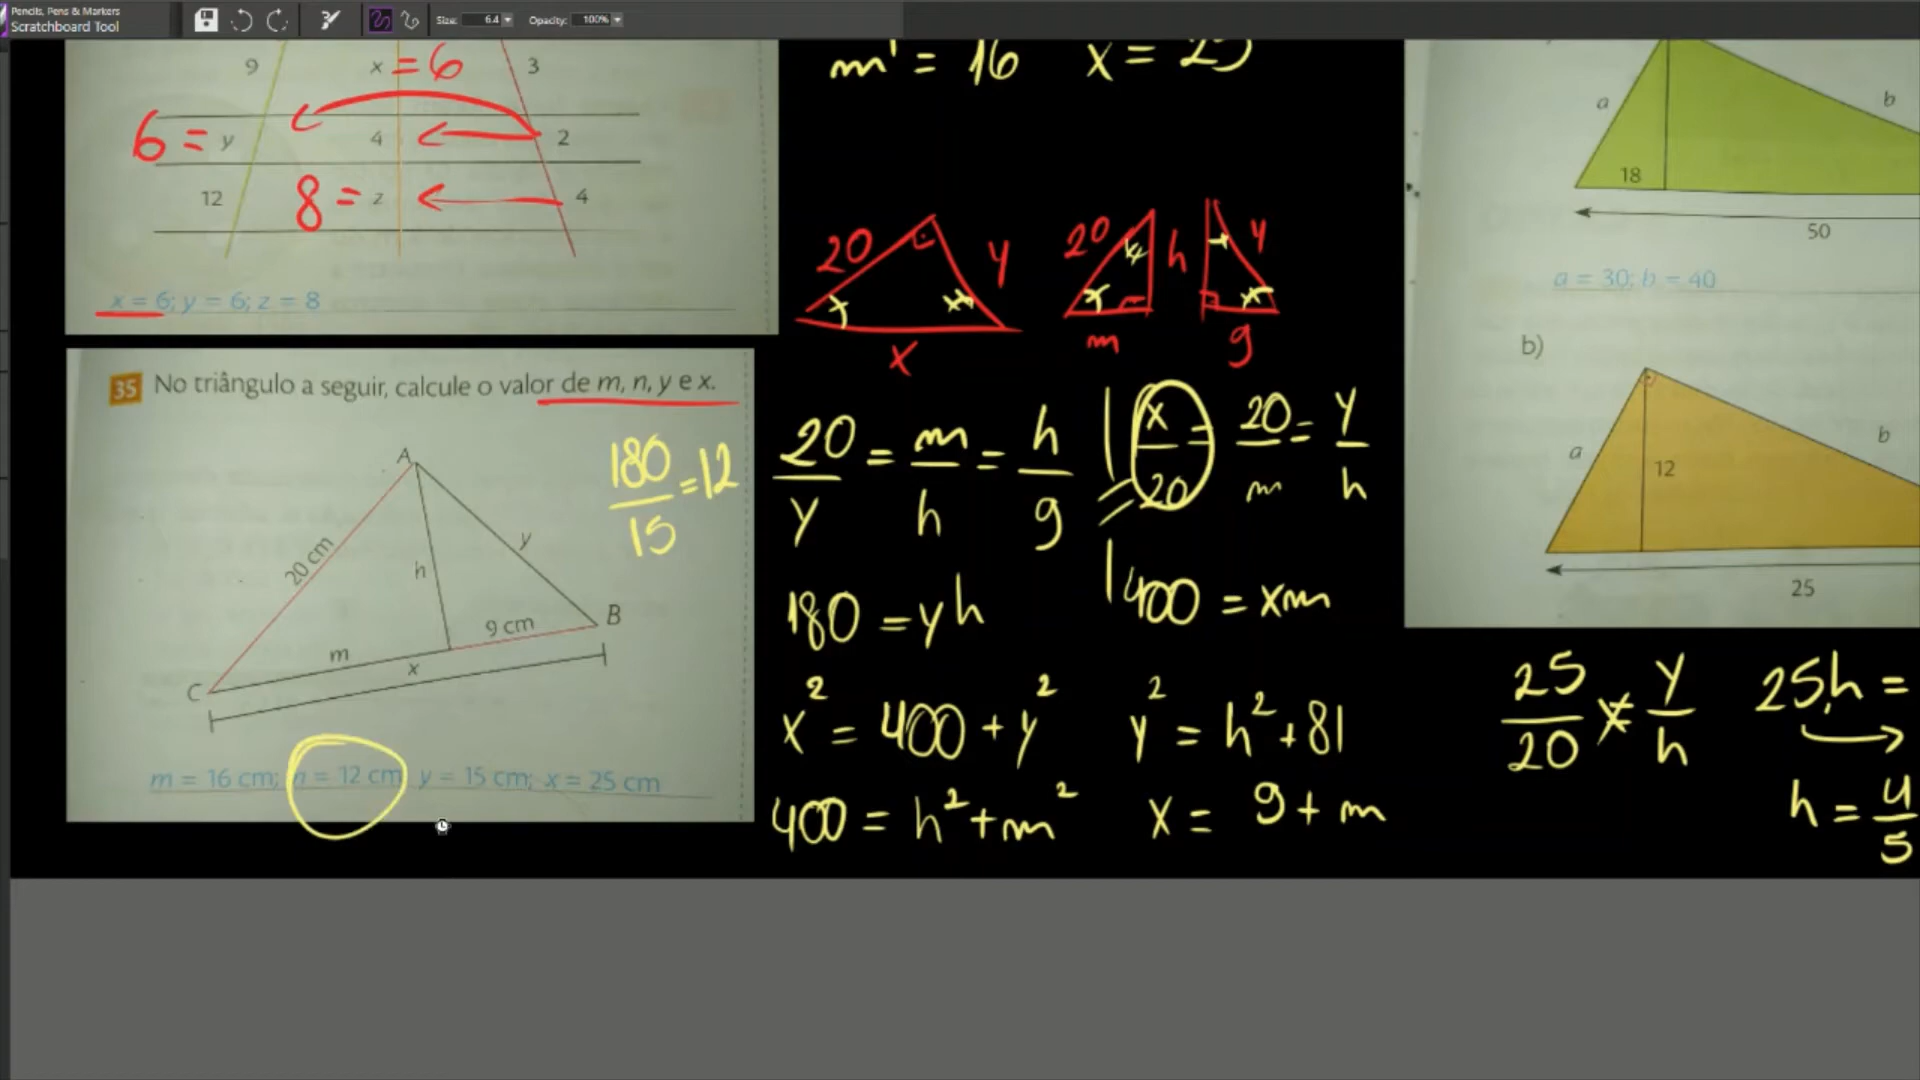 Pencils, Pens & Markers
Scratchboard Tool
Size: 6.4
Opacity: 100%
9 x = 6 3
6 = y 4 2
12 8 = z 4
x = 6; y = 6; z = 8
35 No triângulo a seguir, calcule o valor de m, n, y e x.
A
20 cm
h
y
9 cm
B
m
x
C
180/15 = 12
m = 16 cm; n = 12 cm; y = 15 cm; x = 25 cm
m = 16 x = 25
20 y x
20 h m
y g
20/y = m/h = h/g
x/20 = 20/m = y/h
180 = yh
400 = xm
x² = 400 + y²
y² = h² + 81
400 = h² + m²
x = 9 + m
a
b
18
50
a = 30; b = 40
b)
a
b
12
25
25/20 = y/h
25.h =
h = 4/5